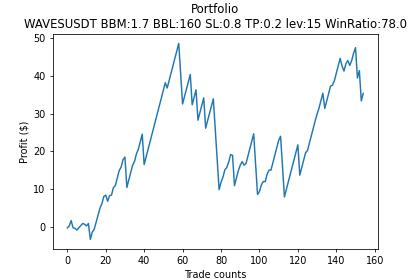 Portfolio
WAVESUSDT BBM:1.7 BBL:160 SL:0.8 TP:0.2 lev:15 WinRatio:78.0
50
40
30
20
10
0
Profit ($)
0 20 40 60 80 100 120 140 160
Trade counts